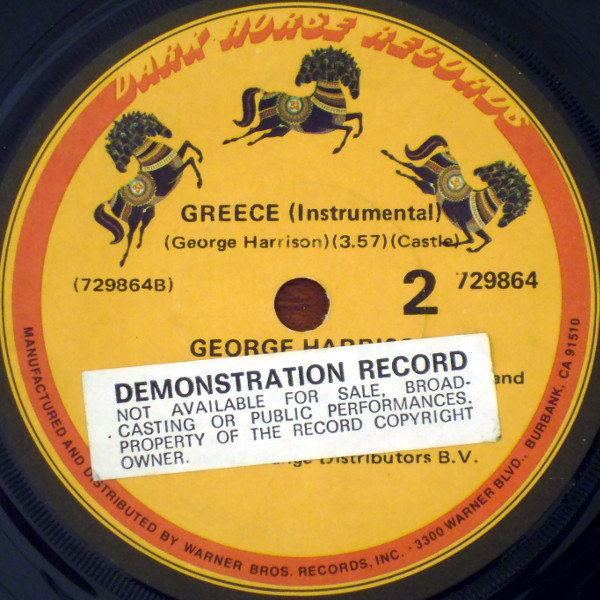 DARK HORSE RECORDS
GREECE (Instrumental)
(George Harrison)(3.57)(Castle)
(729864B)
2
729864
GEORGE
and
DEMONSTRATION RECORD
NOT AVAILABLE FOR SALE, BROAD-
CASTING OR PUBLIC PERFORMANCES.
PROPERTY OF THE RECORD COPYRIGHT
OWNER.
Distributors B.V.
MANUFACTURED AND DISTRIBUTED BY WARNER BROS. RECORDS, INC. · 3300 WARNER BLVD., BURBANK, CA 91510